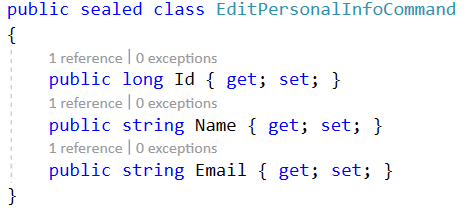 public sealed class EditPersonalInfoCommand
{
1 reference | 0 exceptions
public long Id { get; set; }
1 reference | 0 exceptions
public string Name { get; set; }
1 reference | 0 exceptions
public string Email { get; set; }
}